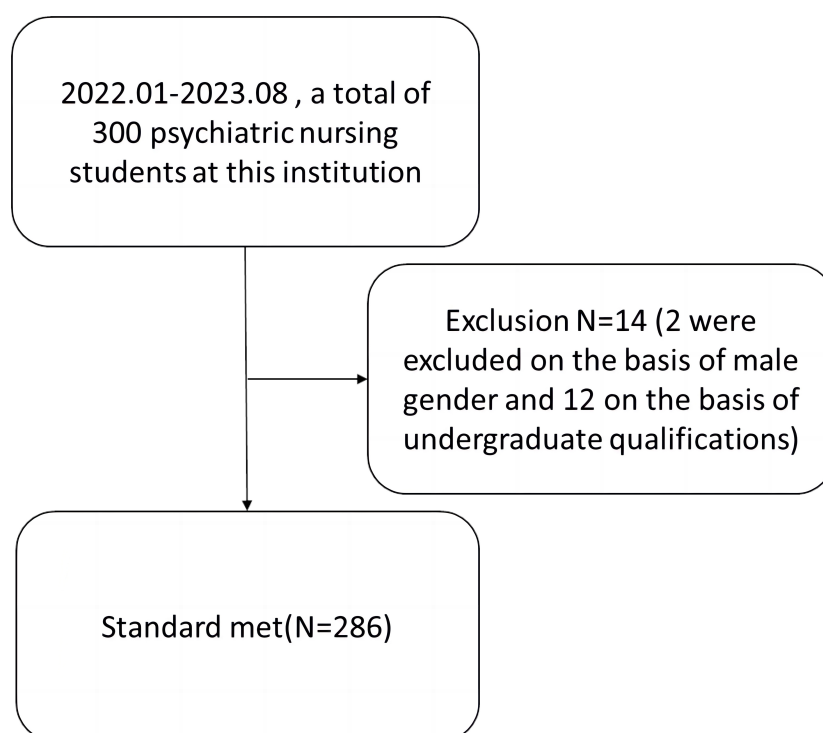 2022.01-2023.08 , a total of
300 psychiatric nursing
students at this institution
Exclusion N=14 (2 were
excluded on the basis of male
gender and 12 on the basis of
undergraduate qualifications)
Standard met(N=286)